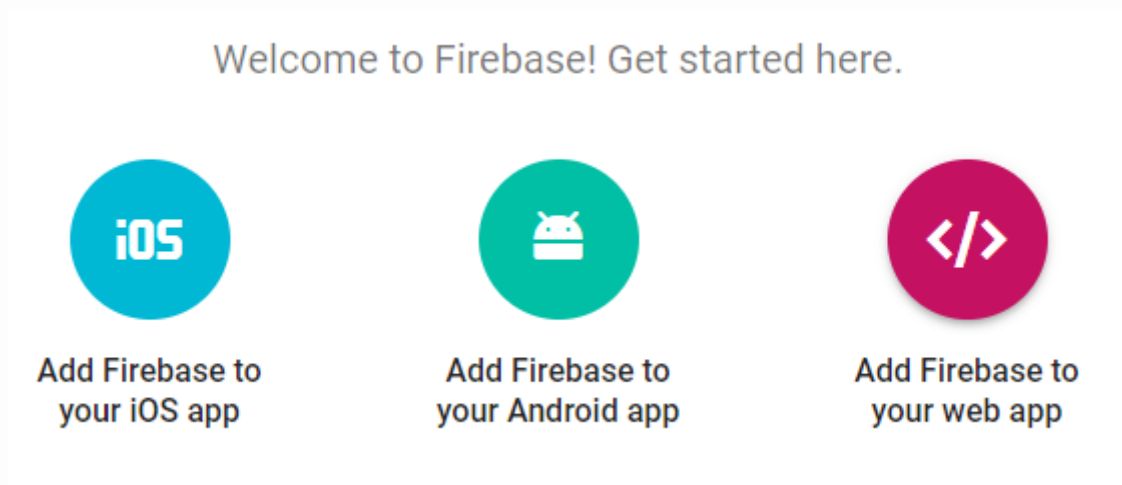 Welcome to Firebase! Get started here.
iOS
</>
Add Firebase to
your iOS app
Add Firebase to
your Android app
Add Firebase to
your web app